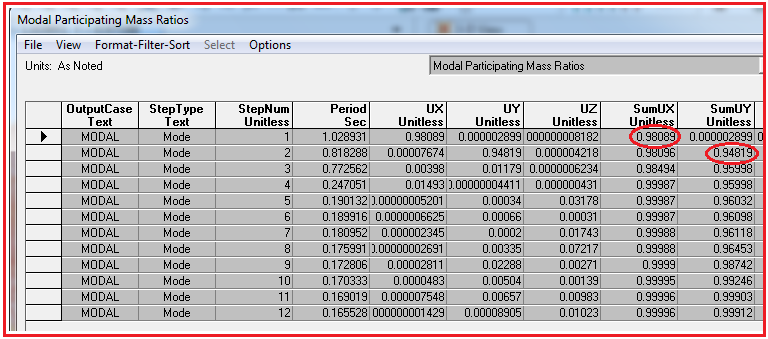 Modal Participating Mass Ratios
File View Format-Filter-Sort Select Options
Units: As Noted Modal Participating Mass Ratios
OutputCase StepType StepNum Period UX UY UZ SumUX SumUY
Text Text Unitless Sec Unitless Unitless Unitless Unitless Unitless
MODAL Mode 1 1.028931 0.98089 0.000002899 000000008182 0.98089 0.000002899
MODAL Mode 2 0.818288 0.00007674 0.94819 0.000004218 0.98096 0.94819
MODAL Mode 3 0.772562 0.00398 0.01179 0.0000006234 0.98494 0.95998
MODAL Mode 4 0.247051 0.01493 0.00000004411 0.000000431 0.99987 0.95998
MODAL Mode 5 0.190132 0.00000005201 0.00034 0.03178 0.99987 0.96032
MODAL Mode 6 0.189916 0.0000006625 0.00066 0.00031 0.99987 0.96098
MODAL Mode 7 0.180952 0.000002345 0.0002 0.01743 0.99988 0.96118
MODAL Mode 8 0.175991 0.00000002691 0.00335 0.07217 0.99988 0.96453
MODAL Mode 9 0.172806 0.00002811 0.02288 0.00271 0.9999 0.98742
MODAL Mode 10 0.170333 0.0000483 0.00504 0.00139 0.99995 0.99246
MODAL Mode 11 0.169019 0.000007548 0.00657 0.00983 0.99996 0.99903
MODAL Mode 12 0.165528 000000001429 0.00008905 0.01023 0.99996 0.99912